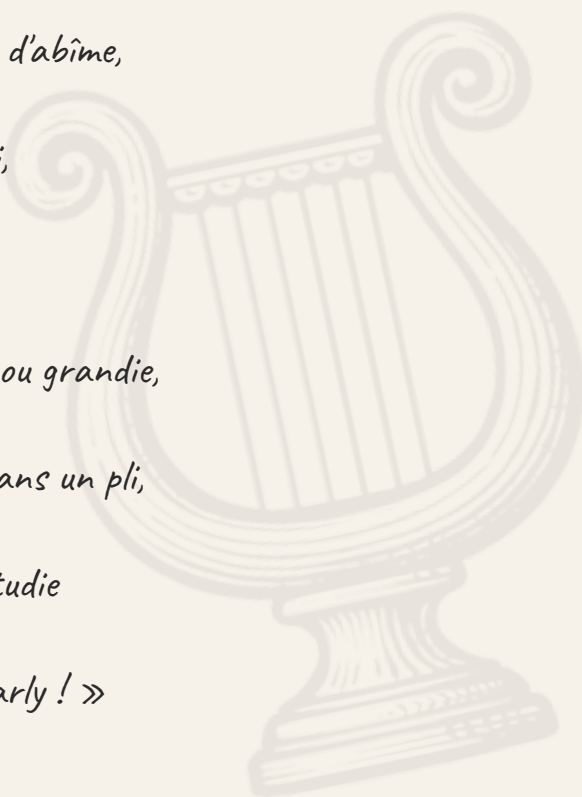 d'abîme,
i,
ou grandie,
ans un pli,
tudie
arly ! »